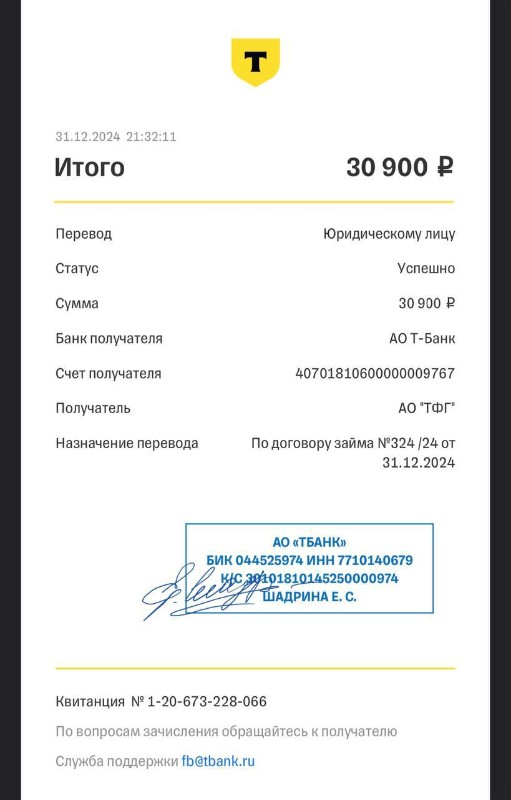 T
31.12.2024 21:32:11
Итого 30 900 ₽
Перевод Юридическому лицу
Статус Успешно
Сумма 30 900 ₽
Банк получателя АО Т-Банк
Счет получателя 40701810600000009767
Получатель АО "ТФГ"
Назначение перевода По договору займа №324 /24 от
31.12.2024
АО «ТБАНК»
БИК 044525974 ИНН 7710140679
К/С 30101810145250000974
ШАДРИНА Е. С.
Квитанция № 1-20-673-228-066
По вопросам зачисления обращайтесь к получателю
Служба поддержки fb@tbank.ru